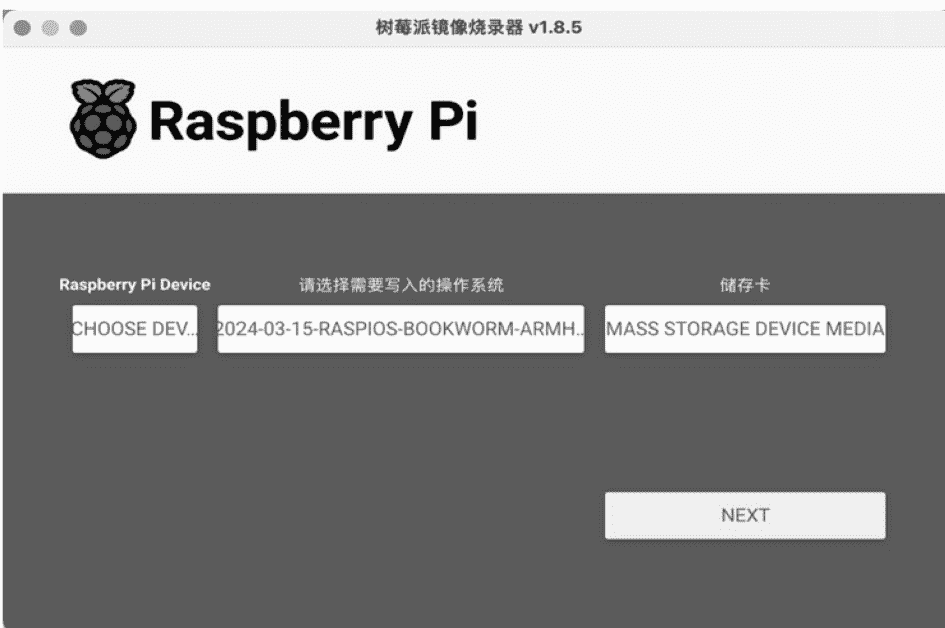 树莓派镜像烧录器 v1.8.5
Raspberry Pi
Raspberry Pi Device
请选择需要写入的操作系统
储存卡
CHOOSE DEV...
2024-03-15-RASPIOS-BOOKWORM-ARMH...
MASS STORAGE DEVICE MEDIA
NEXT